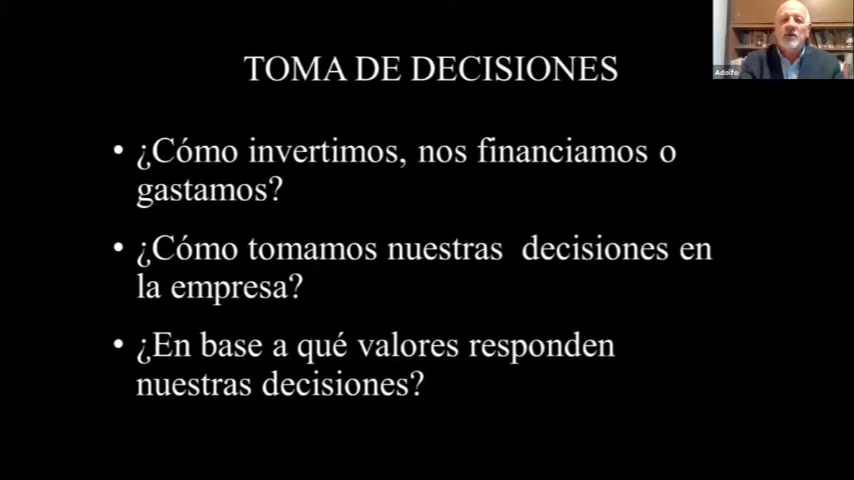 TOMA DE DECISIONES
Adolfo
• ¿Cómo invertimos, nos financiamos o
gastamos?
• ¿Cómo tomamos nuestras  decisiones en
la empresa?
• ¿En base a qué valores responden
nuestras decisiones?